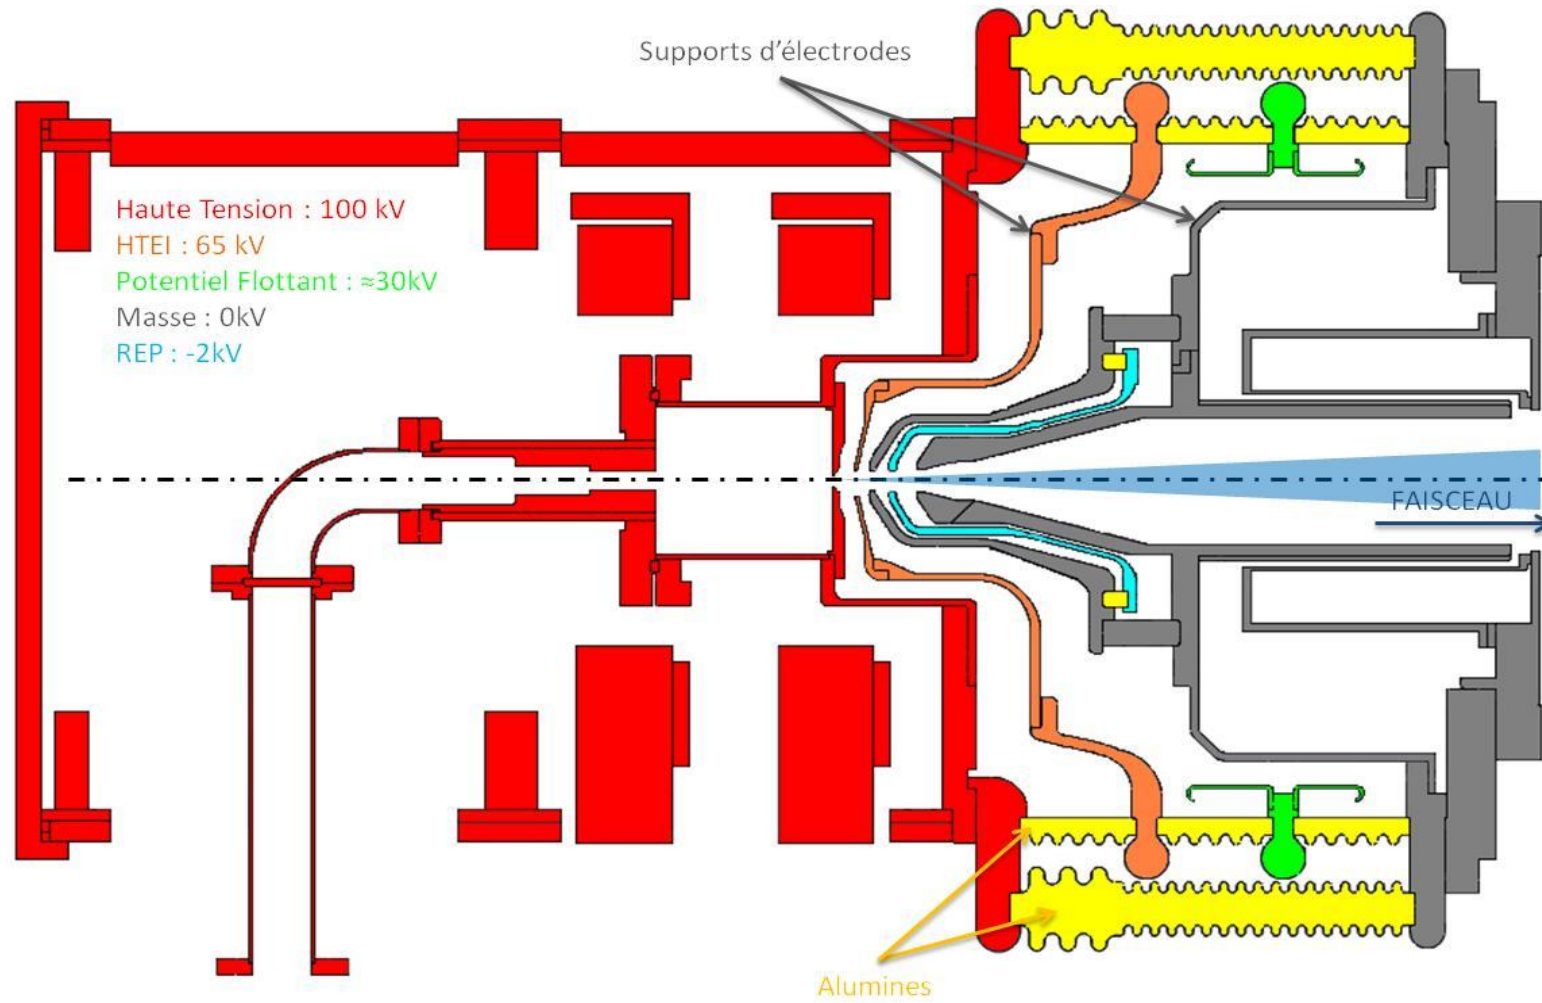 Supports d'électrodes
Haute Tension : 100 kV
HTEI : 65 kV
Potentiel Flottant : ≈30kV
Masse : 0kV
REP : -2kV
FAISCEAU
Alumines